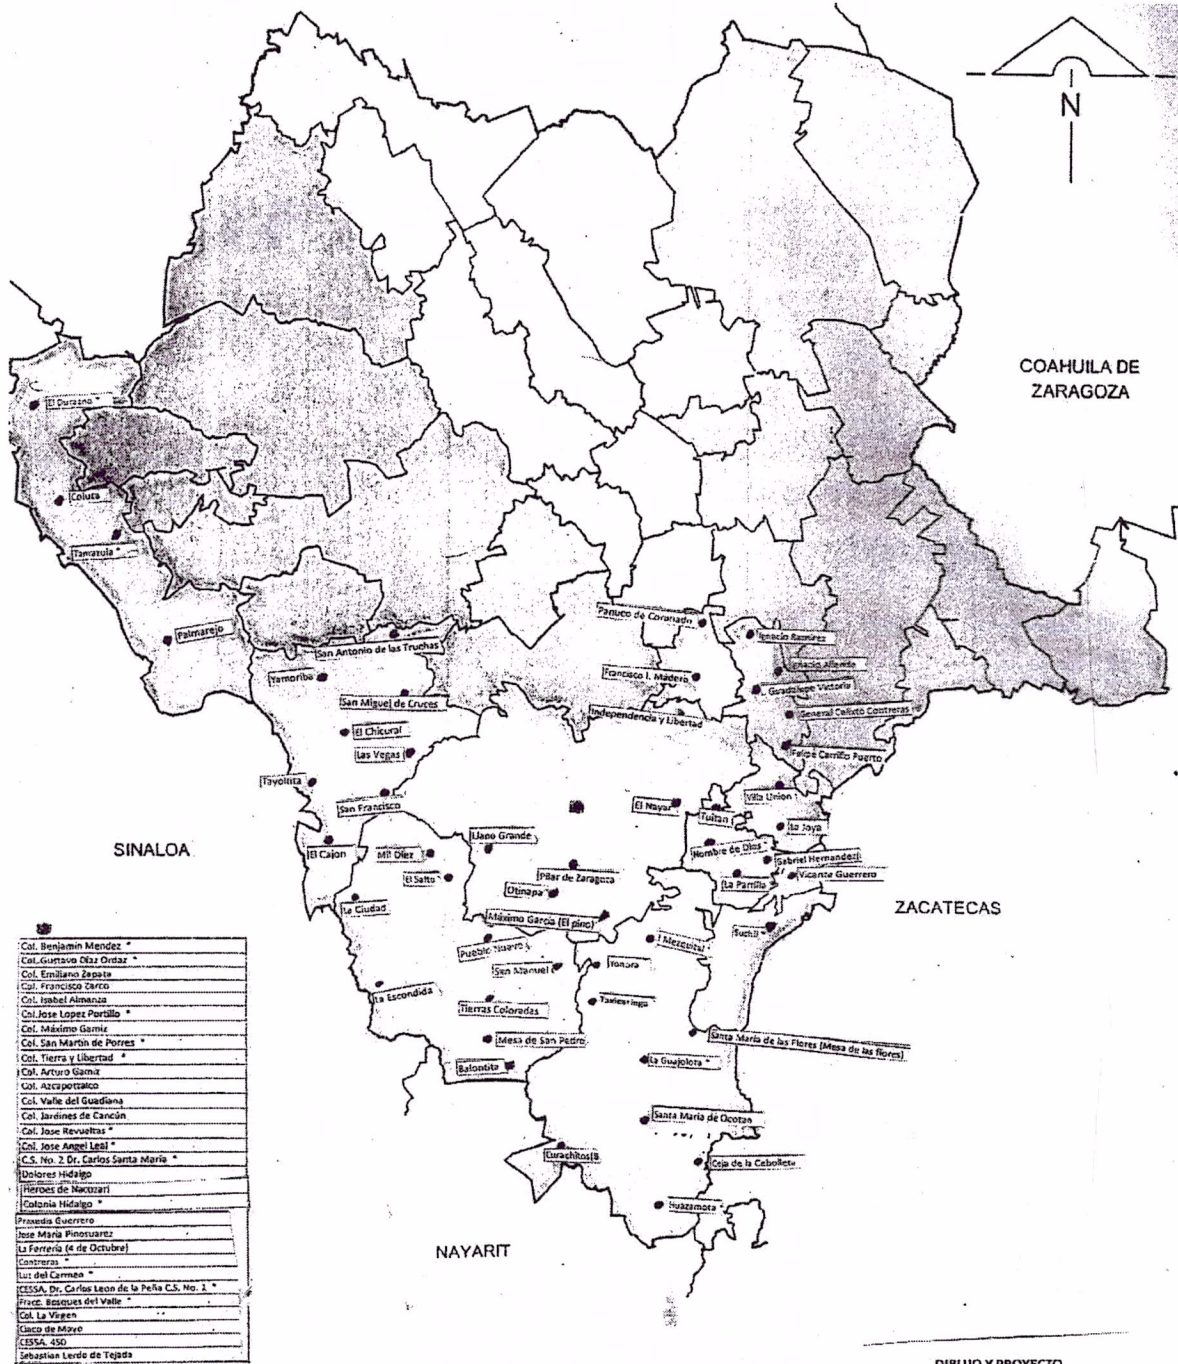 N
COAHUILA DE
ZARAGOZA
El Durazno *
Coluta
Tamazula *
Palmarejo
Panuco de Coronado
Ignacio Ramirez
San Antonio de las Truchas
Ignacio Allende
Yamoriba
Francisco I. Madero
Guadalupe Victoria
San Miguel de Cruces
Independencia y Libertad
General Calixto Contreras
El Chicural
Las Vegas
Felipe Carrillo Puerto
Tayoltita
Villa Union
San Francisco
El Nayar
Tuitan
La Joya
SINALOA
Llano Grande
El Cajon
Mil Diez
Nombre de Dios
Gabriel Hernandez
El Salto *
Pilar de Zaragoza
La Parrilla
Vicente Guerrero
Otinapa
La Ciudad
ZACATECAS
Máximo Garcia (El pino)
Suchil
Pueblo Nuevo
Mezquital
San Manuel
Yonora
La Escondida
Tierras Coloradas
Taxicaringa
Mesa de San Pedro
Santa Maria de las Flores (Mesa de las flores)
Balontita
La Guajolota *
Santa Maria de Ocotan
Curachitos
Ceja de la Cebolleta
Huazamota *
NAYARIT
Col. Benjamin Mendez *
Col. Gustavo Díaz Ordaz *
Col. Emiliano Zapata
Col. Francisco Zarco
Col. Isabel Almanza
Col. Jose Lopez Portillo *
Col. Máximo Gamiz
Col. San Martin de Porres *
Col. Tierra y Libertad *
Col. Arturo Gamiz
Col. Azcapotzalco
Col. Valle del Guadiana
Col. Jardines de Cancún
Col. Jose Revueltas *
Col. Jose Angel Leal *
C.S. No. 2 Dr. Carlos Santa Maria *
Dolores Hidalgo
Heroes de Nacozari
Colonia Hidalgo *
Praxedis Guerrero
Jose Maria Pinosuarez
La Ferreria (4 de Octubre)
Contreras *
Luz del Carmen *
CESSA, Dr. Carlos Leon de la Peña C.S. No. 1 *
Fracc. Bosques del Valle *
Col. La Virgen
Cinco de Mayo
CESSA, 450
Sebastian Lerdo de Tejada
DIBUJO Y PROYECTO